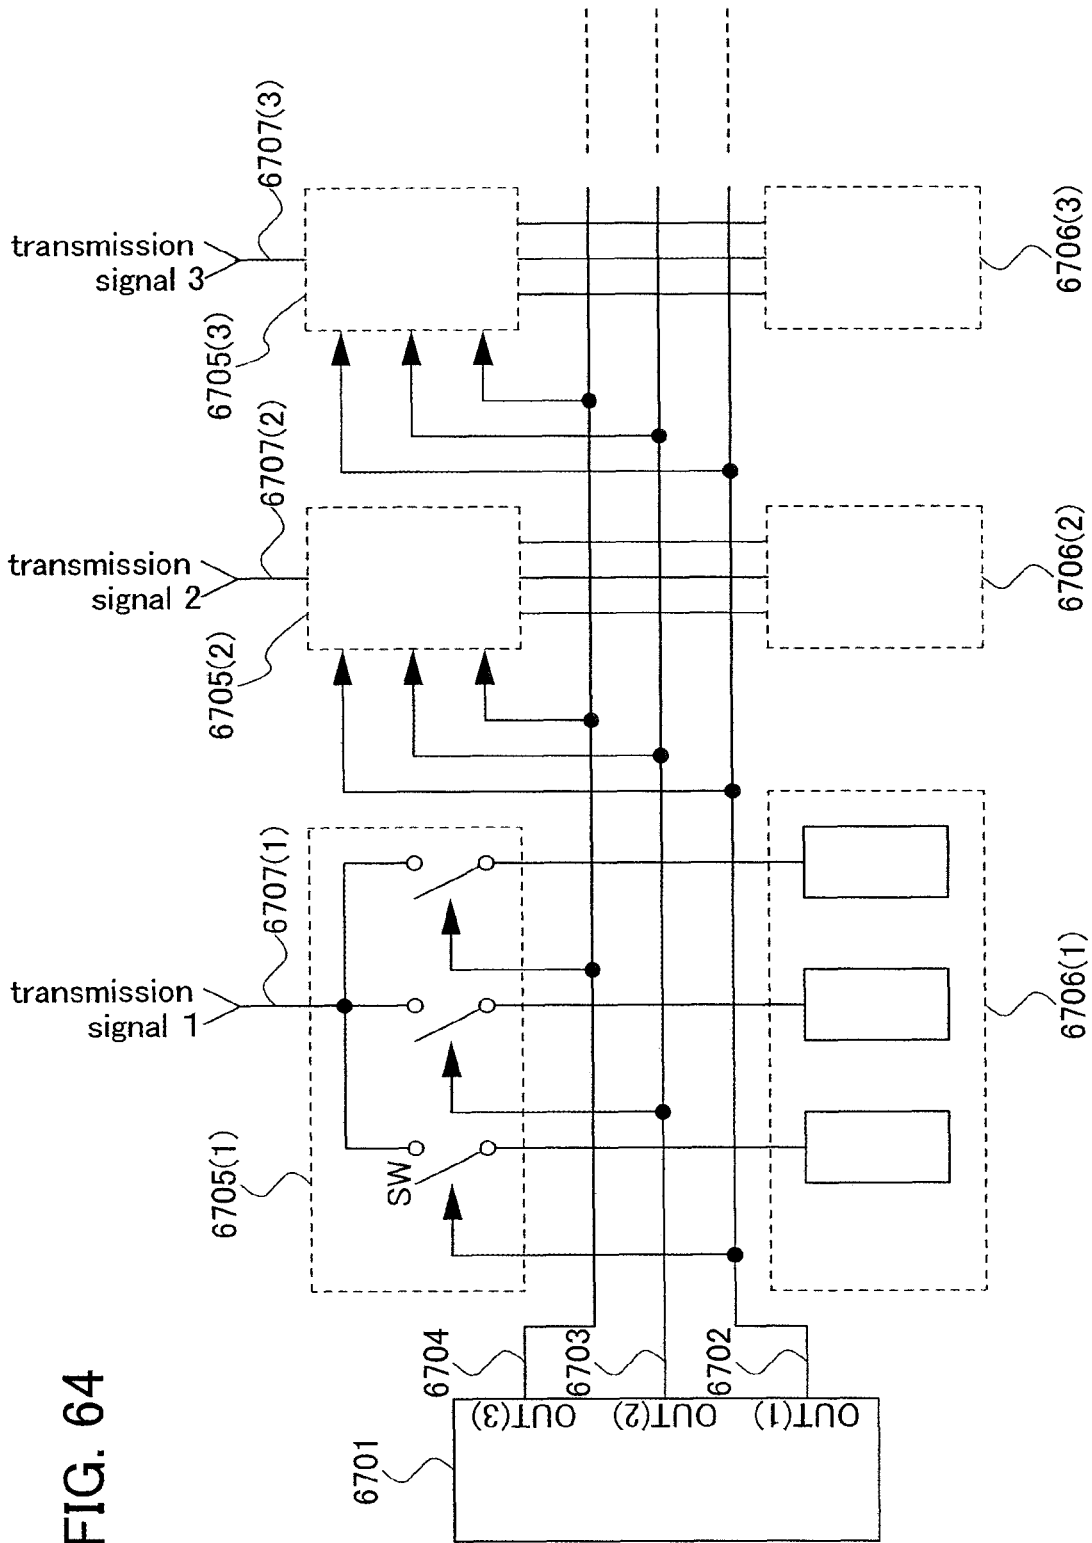 FIG. 64
transmission
signal 3
6707(3)
6705(3)
6706(3)
transmission
signal 2
6707(2)
6705(2)
6706(2)
transmission
signal 1
6707(1)
6705(1)
SW
6706(1)
6704
6703
6702
OUT(3)
OUT(2)
OUT(1)
6701